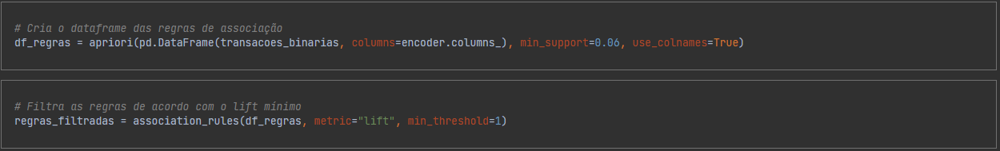 # Cria o dataframe das regras de associação
df_regras = apriori(pd.DataFrame(transacoes_binarias, columns=encoder.columns_), min_support=0.06, use_colnames=True)
# Filtra as regras de acordo com o lift mínimo
regras_filtradas = association_rules(df_regras, metric="lift", min_threshold=1)